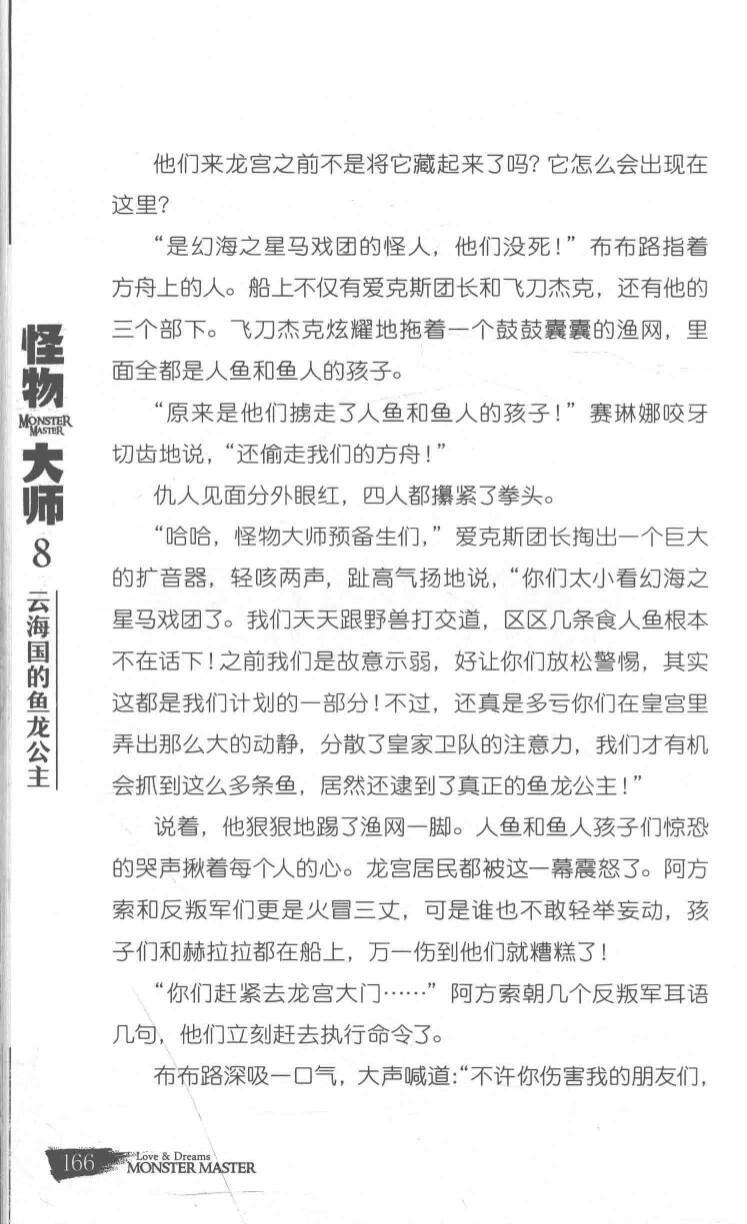 他们来龙宫之前不是将它藏起来了吗？它怎么会出现在
这里？
“是幻海之星马戏团的怪人，他们没死！”布布路指着
方舟上的人。船上不仅有爱克斯团长和飞刀杰克，还有他的
三个部下。飞刀杰克炫耀地拖着一个鼓鼓囊囊的渔网，里
面全都是人鱼和鱼人的孩子。
“原来是他们掳走了人鱼和鱼人的孩子！”赛琳娜咬牙
切齿地说，“还偷走我们的方舟！”
仇人见面分外眼红，四人都攥紧了拳头。
“哈哈，怪物大师预备生们，”爱克斯团长掏出一个巨大
的扩音器，轻咳两声，趾高气扬地说，“你们太小看幻海之
星马戏团了。我们天天跟野兽打交道，区区几条食人鱼根本
不在话下！之前我们是故意示弱，好让你们放松警惕，其实
这都是我们计划的一部分！不过，还真是多亏你们在皇宫里
弄出那么大的动静，分散了皇家卫队的注意力，我们才有机
会抓到这么多条鱼，居然还逮到了真正的鱼龙公主！”
说着，他狠狠地踢了渔网一脚。人鱼和鱼人孩子们惊恐
的哭声揪着每个人的心。龙宫居民都被这一幕震怒了。阿方
索和反叛军们更是火冒三丈，可是谁也不敢轻举妄动，孩
子们和赫拉拉都在船上，万一伤到他们就糟糕了！
“你们赶紧去龙宫大门……”阿方索朝几个反叛军耳语
几句，他们立刻赶去执行命令了。
布布路深吸一口气，大声喊道：“不许你伤害我的朋友们，
怪物
MONSTER
MASTER
大师
8
云海国的鱼龙公主
166
Love & Dreams
MONSTER MASTER